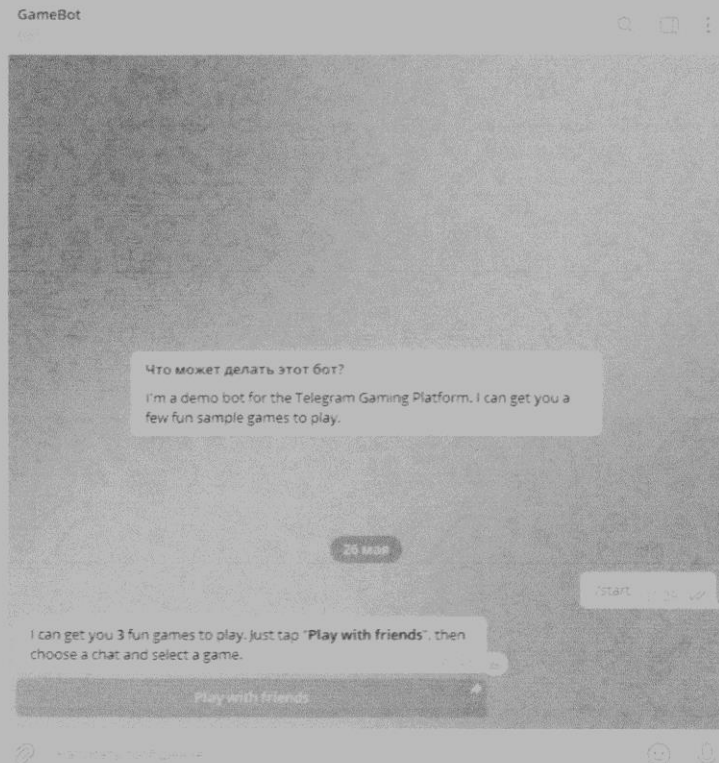 GameBot
Что может делать этот бот?
I'm a demo bot for the Telegram Gaming Platform. I can get you a
few fun sample games to play.
26 мая
/start
I can get you 3 fun games to play. Just tap "Play with friends", then
choose a chat and select a game.
Play with friends